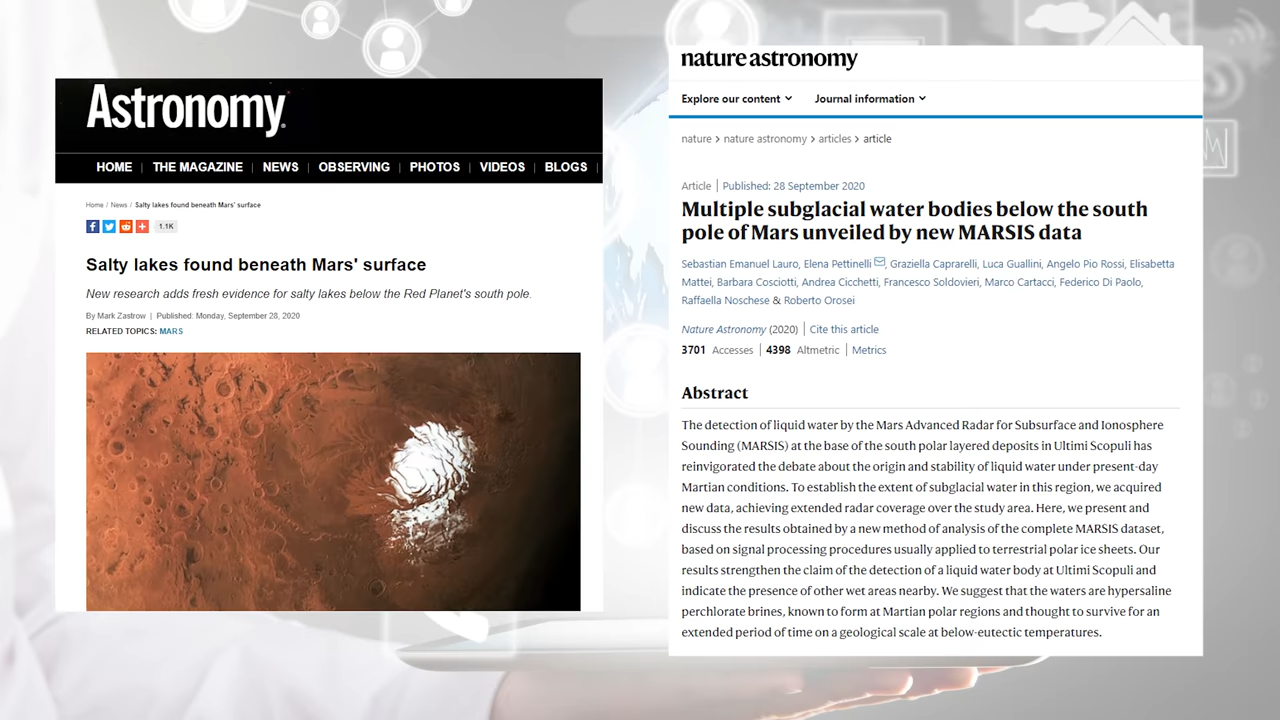 Astronomy
HOME | THE MAGAZINE | NEWS | OBSERVING | PHOTOS | VIDEOS | BLOGS |
Home / News / Salty lakes found beneath Mars' surface
1.1K
Salty lakes found beneath Mars' surface
New research adds fresh evidence for salty lakes below the Red Planet's south pole.
By Mark Zastrow | Published: Monday, September 28, 2020
RELATED TOPICS: MARS
nature astronomy
Explore our content Journal information
nature > nature astronomy > articles > article
Article | Published: 28 September 2020
Multiple subglacial water bodies below the south
pole of Mars unveiled by new MARSIS data
Sebastian Emanuel Lauro, Elena Pettinelli, Graziella Caprarelli, Luca Guallini, Angelo Pio Rossi, Elisabetta
Mattei, Barbara Cosciotti, Andrea Cicchetti, Francesco Soldovieri, Marco Cartacci, Federico Di Paolo,
Raffaella Noschese & Roberto Orosei
Nature Astronomy (2020) | Cite this article
3701 Accesses | 4398 Altmetric | Metrics
Abstract
The detection of liquid water by the Mars Advanced Radar for Subsurface and Ionosphere
Sounding (MARSIS) at the base of the south polar layered deposits in Ultimi Scopuli has
reinvigorated the debate about the origin and stability of liquid water under present-day
Martian conditions. To establish the extent of subglacial water in this region, we acquired
new data, achieving extended radar coverage over the study area. Here, we present and
discuss the results obtained by a new method of analysis of the complete MARSIS dataset,
based on signal processing procedures usually applied to terrestrial polar ice sheets. Our
results strengthen the claim of the detection of a liquid water body at Ultimi Scopuli and
indicate the presence of other wet areas nearby. We suggest that the waters are hypersaline
perchlorate brines, known to form at Martian polar regions and thought to survive for an
extended period of time on a geological scale at below-eutectic temperatures.